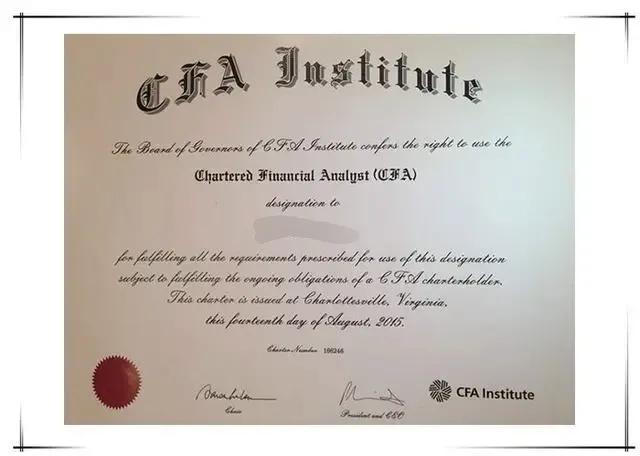 CFA Institute
The Board of Governors of CFA Institute confers the right to use the
Chartered Financial Analyst (CFA)
designation to
for fulfilling all the requirements prescribed for use of this designation
subject to fulfilling the ongoing obligations of a CFA charterholder.
This charter is issued at Charlottesville, Virginia,
this fourteenth day of August, 2015.
Charter Number 166246
Chair
President and CEO
CFA Institute